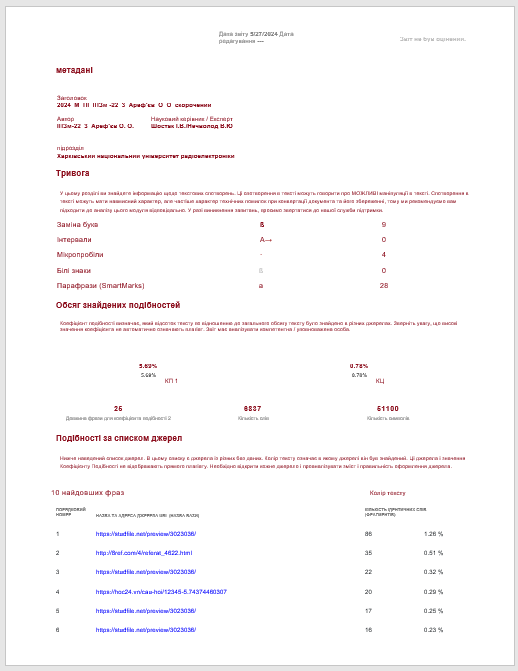 Дата звіту 5/27/2024 Дата
редагування ---
Звіт не був оцінений.
метадані
Заголовок
2024_М_ПІ_ІПЗм-22_3_Ареф'єв_О_О_скорочений
Автор Науковий керівник / Експерт
ІПЗм-22_3_Ареф'єв О. О. Шостак І.В./Нечволод В.Ю
підрозділ
Харківський національний університет радіоелектроніки
Тривога
У цьому розділі ви знайдете інформацію щодо текстових спотворень. Ці спотворення в тексті можуть говорити про МОЖЛИВІ маніпуляції в тексті. Спотворення в
тексті можуть мати навмисний характер, але частіше характер технічних помилок при конвертації документа та його збереженні, тому ми рекомендуємо вам
підходити до аналізу цього модуля відповідально. У разі виникнення запитань, просимо звертатися до нашої служби підтримки.
Заміна букв ß 9
Інтервали A→ 0
Мікропробіли · 4
Білі знаки ß 0
Парафрази (SmartMarks) a 28
Обсяг знайдених подібностей
Коефіцієнт подібності визначає, який відсоток тексту по відношенню до загального обсягу тексту було знайдено в різних джерелах. Зверніть увагу, що високі
значення коефіцієнта не автоматично означають плагіат. Звіт має аналізувати компетентна / уповноважена особа.
5.69% 0.78%
5.69% 0.78%
КП 1 КЦ
25 6837 51100
Довжина фрази для коефіцієнта подібності 2 Кількість слів Кількість символів
Подібності за списком джерел
Нижче наведений список джерел. В цьому списку є джерела із різних баз даних. Колір тексту означає в якому джерелі він був знайдений. Ці джерела і значення
Коефіцієнту Подібності не відображають прямого плагіату. Необхідно відкрити кожне джерело і проаналізувати зміст і правильність оформлення джерела.
10 найдовших фраз Колір тексту
ПОРЯДКОВИЙ
НОМЕР НАЗВА ТА АДРЕСА ДЖЕРЕЛА URL (НАЗВА БАЗИ) КІЛЬКІСТЬ ІДЕНТИЧНИХ СЛІВ
(ФРАГМЕНТІВ)
1 https://studfile.net/preview/3023036/ 86 1.26 %
2 http://8ref.com/4/referat_4622.html 35 0.51 %
3 https://studfile.net/preview/3023036/ 22 0.32 %
4 https://hoc24.vn/cau-hoi/12345-5.74374460307 20 0.29 %
5 https://studfile.net/preview/3023036/ 17 0.25 %
6 https://studfile.net/preview/3023036/ 16 0.23 %